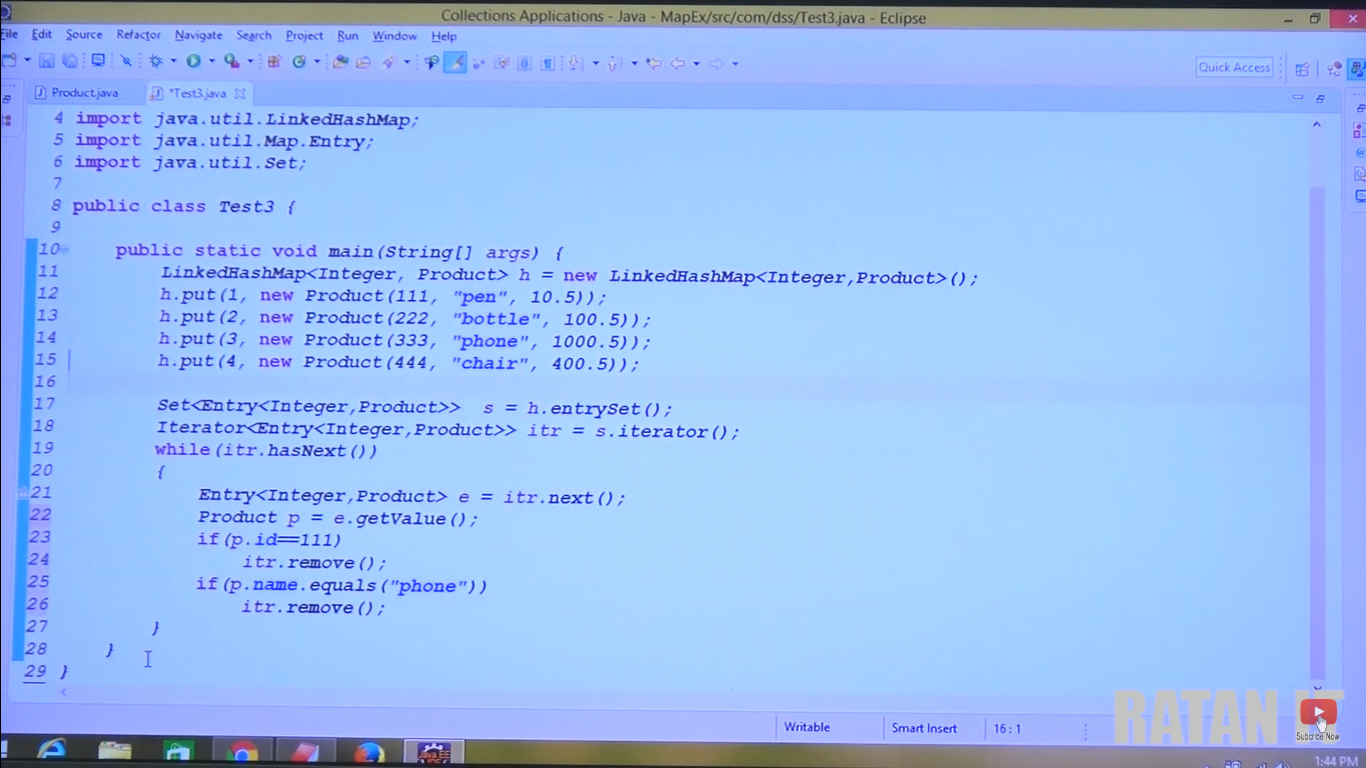 Collections Applications - Java - MapEx/src/com/dss/Test3.java - Eclipse
File Edit Source Refactor Navigate Search Project Run Window Help
Quick Access
Product.java *Test3.java
4 import java.util.LinkedHashMap;
5 import java.util.Map.Entry;
6 import java.util.Set;
7
8 public class Test3 {
9
10 public static void main(String[] args) {
11 LinkedHashMap<Integer, Product> h = new LinkedHashMap<Integer,Product>();
12 h.put(1, new Product(111, "pen", 10.5));
13 h.put(2, new Product(222, "bottle", 100.5));
14 h.put(3, new Product(333, "phone", 1000.5));
15 h.put(4, new Product(444, "chair", 400.5));
16
17 Set<Entry<Integer,Product>> s = h.entrySet();
18 Iterator<Entry<Integer,Product>> itr = s.iterator();
19 while(itr.hasNext())
20 {
21 Entry<Integer,Product> e = itr.next();
22 Product p = e.getValue();
23 if(p.id==111)
24 itr.remove();
25 if(p.name.equals("phone"))
26 itr.remove();
27 }
28 }
29 }
RATAN IT
Subcribe Now
Writable Smart Insert 16 : 1
Java EE
IDE
1:44 PM